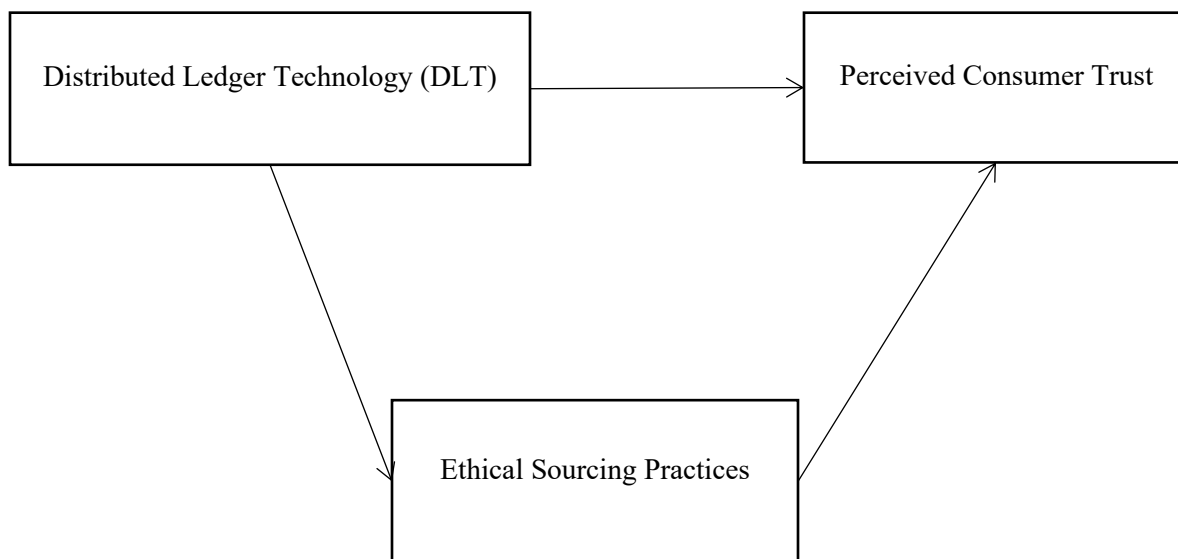 Distributed Ledger Technology (DLT)
Perceived Consumer Trust
Ethical Sourcing Practices